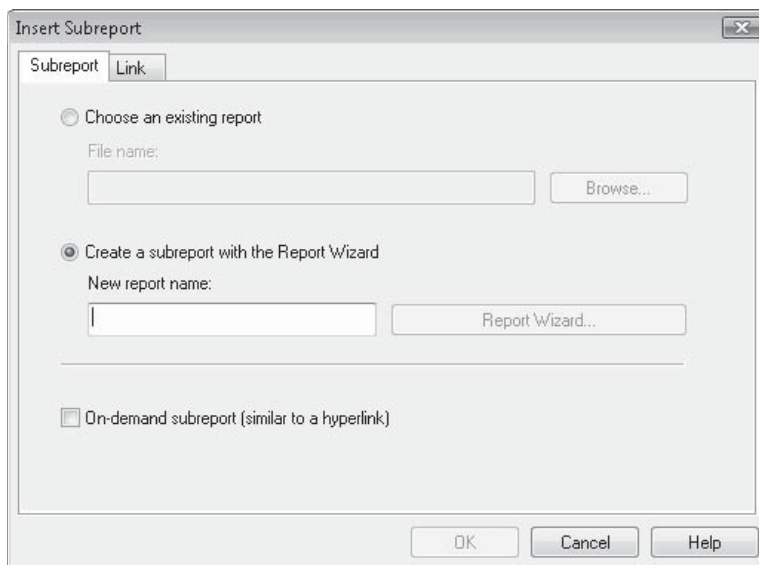 Insert Subreport
Subreport Link
Choose an existing report
File name:
Browse...
Create a subreport with the Report Wizard
New report name:
Report Wizard...
On-demand subreport (similar to a hyperlink)
OK Cancel Help